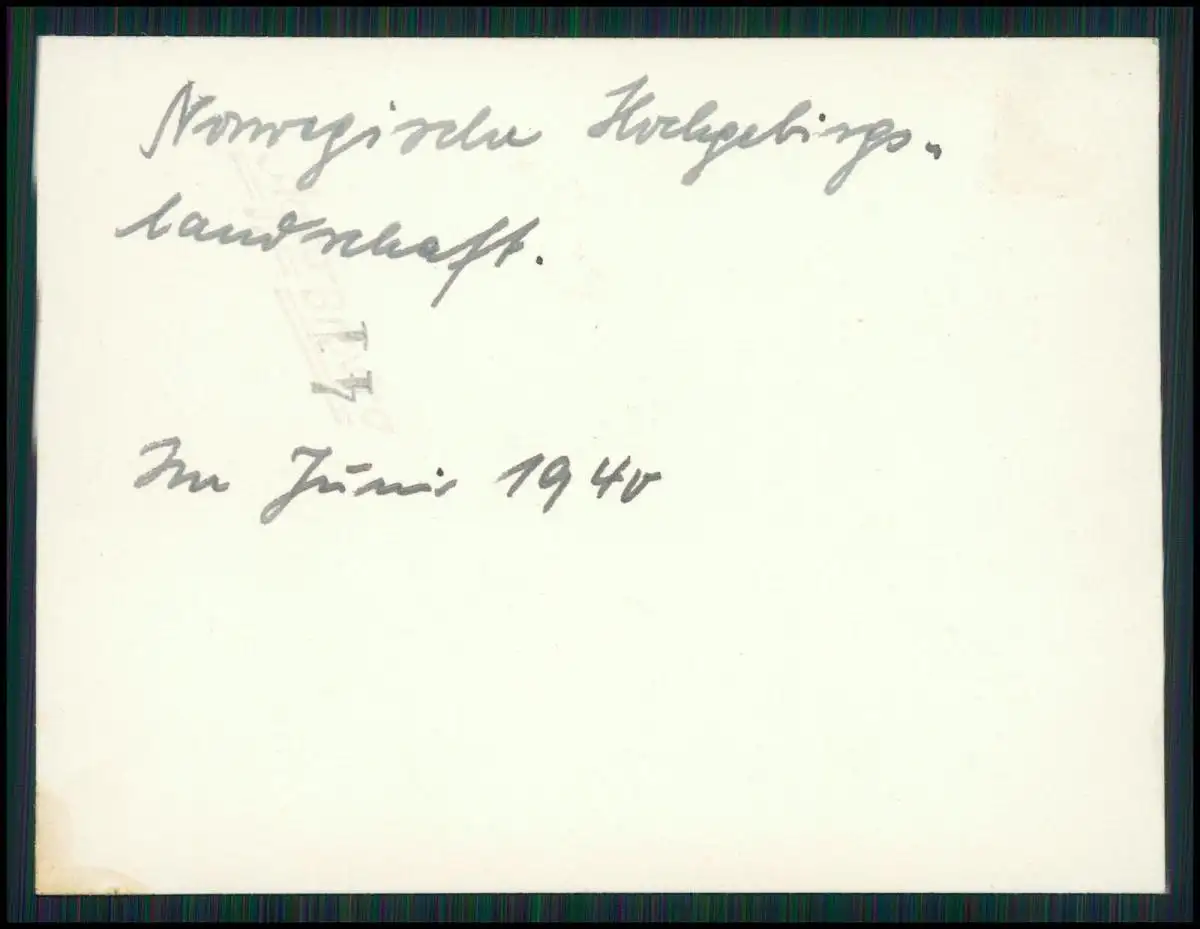 Norwegische Hochgebirgs-
landschaft.
Im Juni 1940